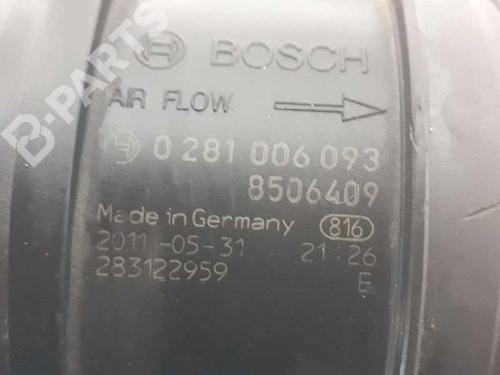 BOSCH
AIR FLOW
0 281 006 093
8506409
Made in Germany 816
2011-05-31 21:26
283122959 E
B-PARTS